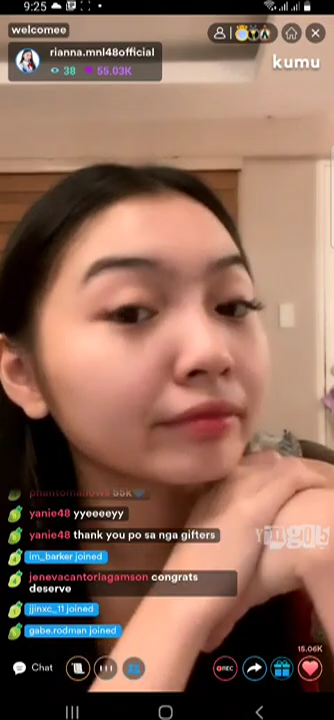 9:25
welcomee
rianna.mnl48official
38 55.03K
kumu
55k
yanie48 yyeeeeyy
yanie48 thank you po sa nga gifters
im_barker joined
jenevacantorlagamson congrats
deserve
jjinxc_11 joined
gabe.rodman joined
15.06K
Chat
REC